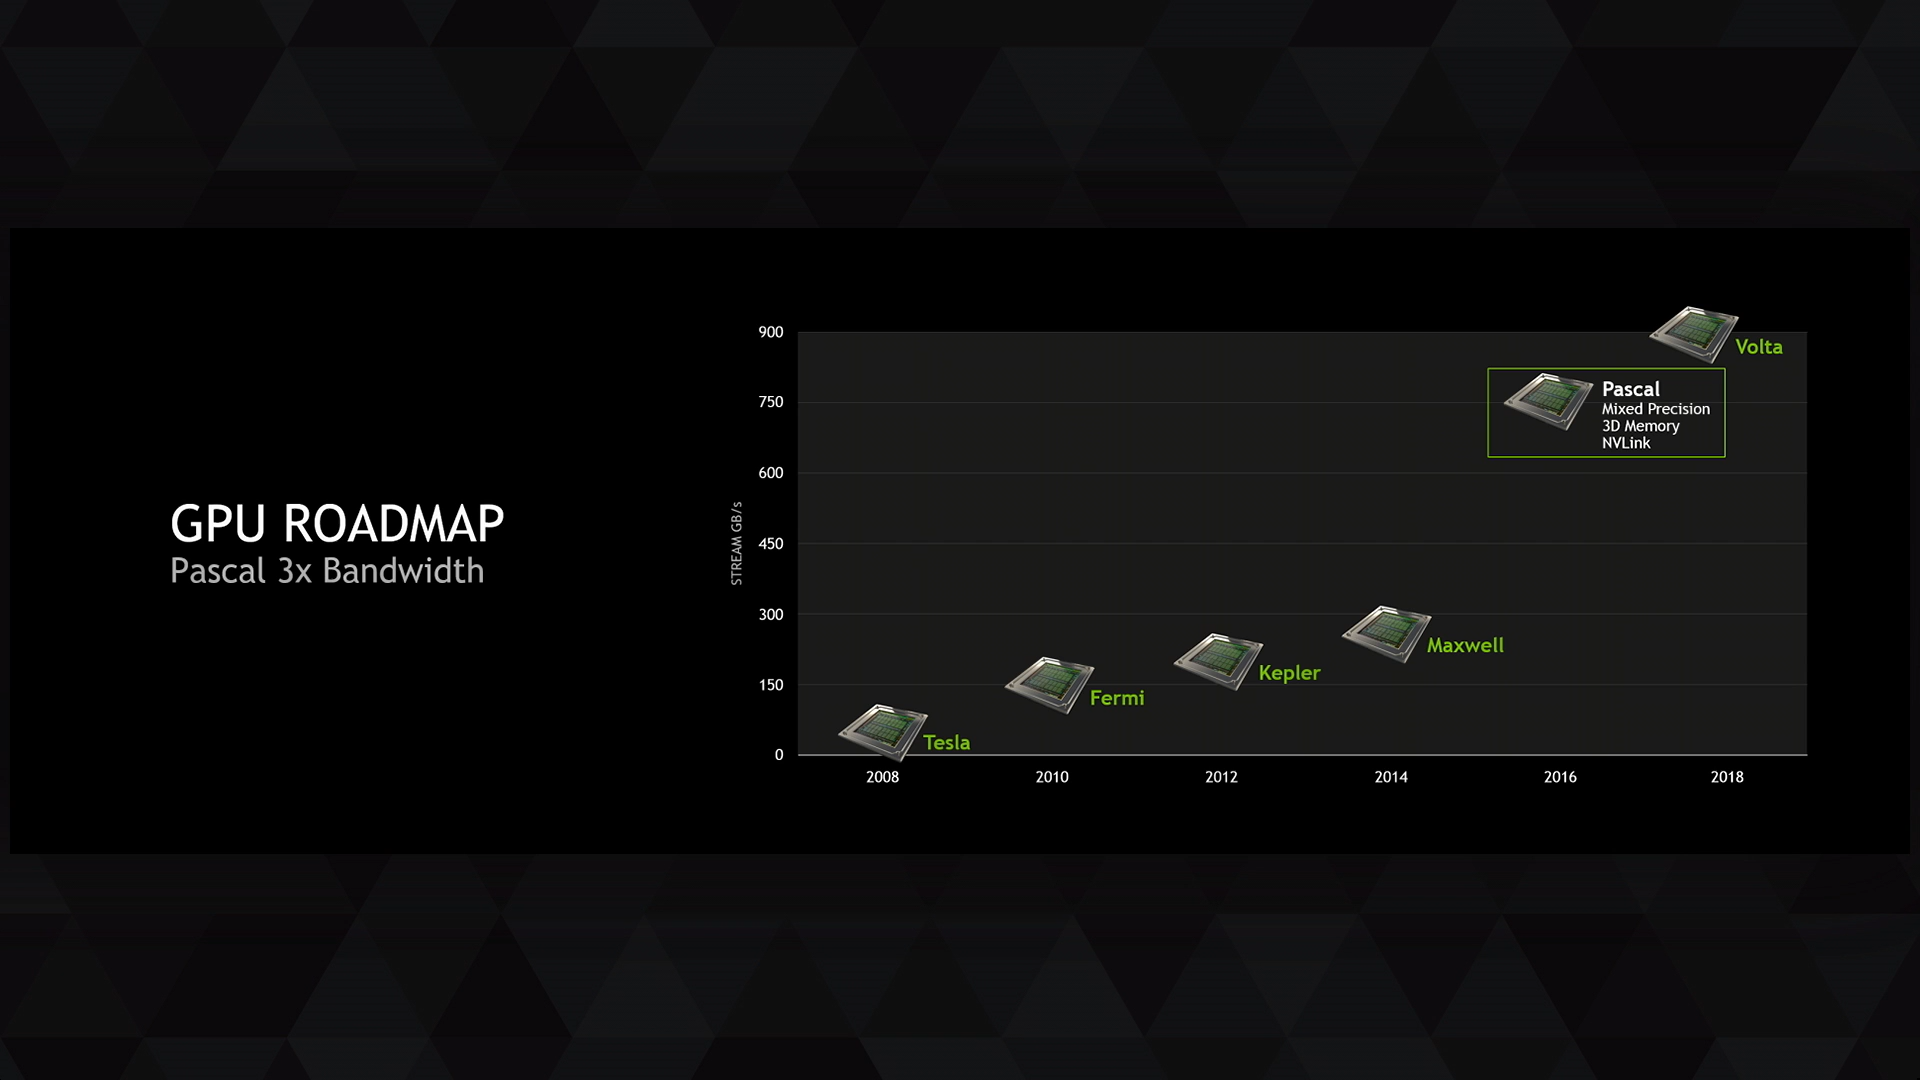 GPU ROADMAP
Pascal 3x Bandwidth
STREAM GB/s
900
750
600
450
300
150
0
2008
2010
2012
2014
2016
2018
Tesla
Fermi
Kepler
Maxwell
Pascal
Mixed Precision
3D Memory
NVLink
Volta